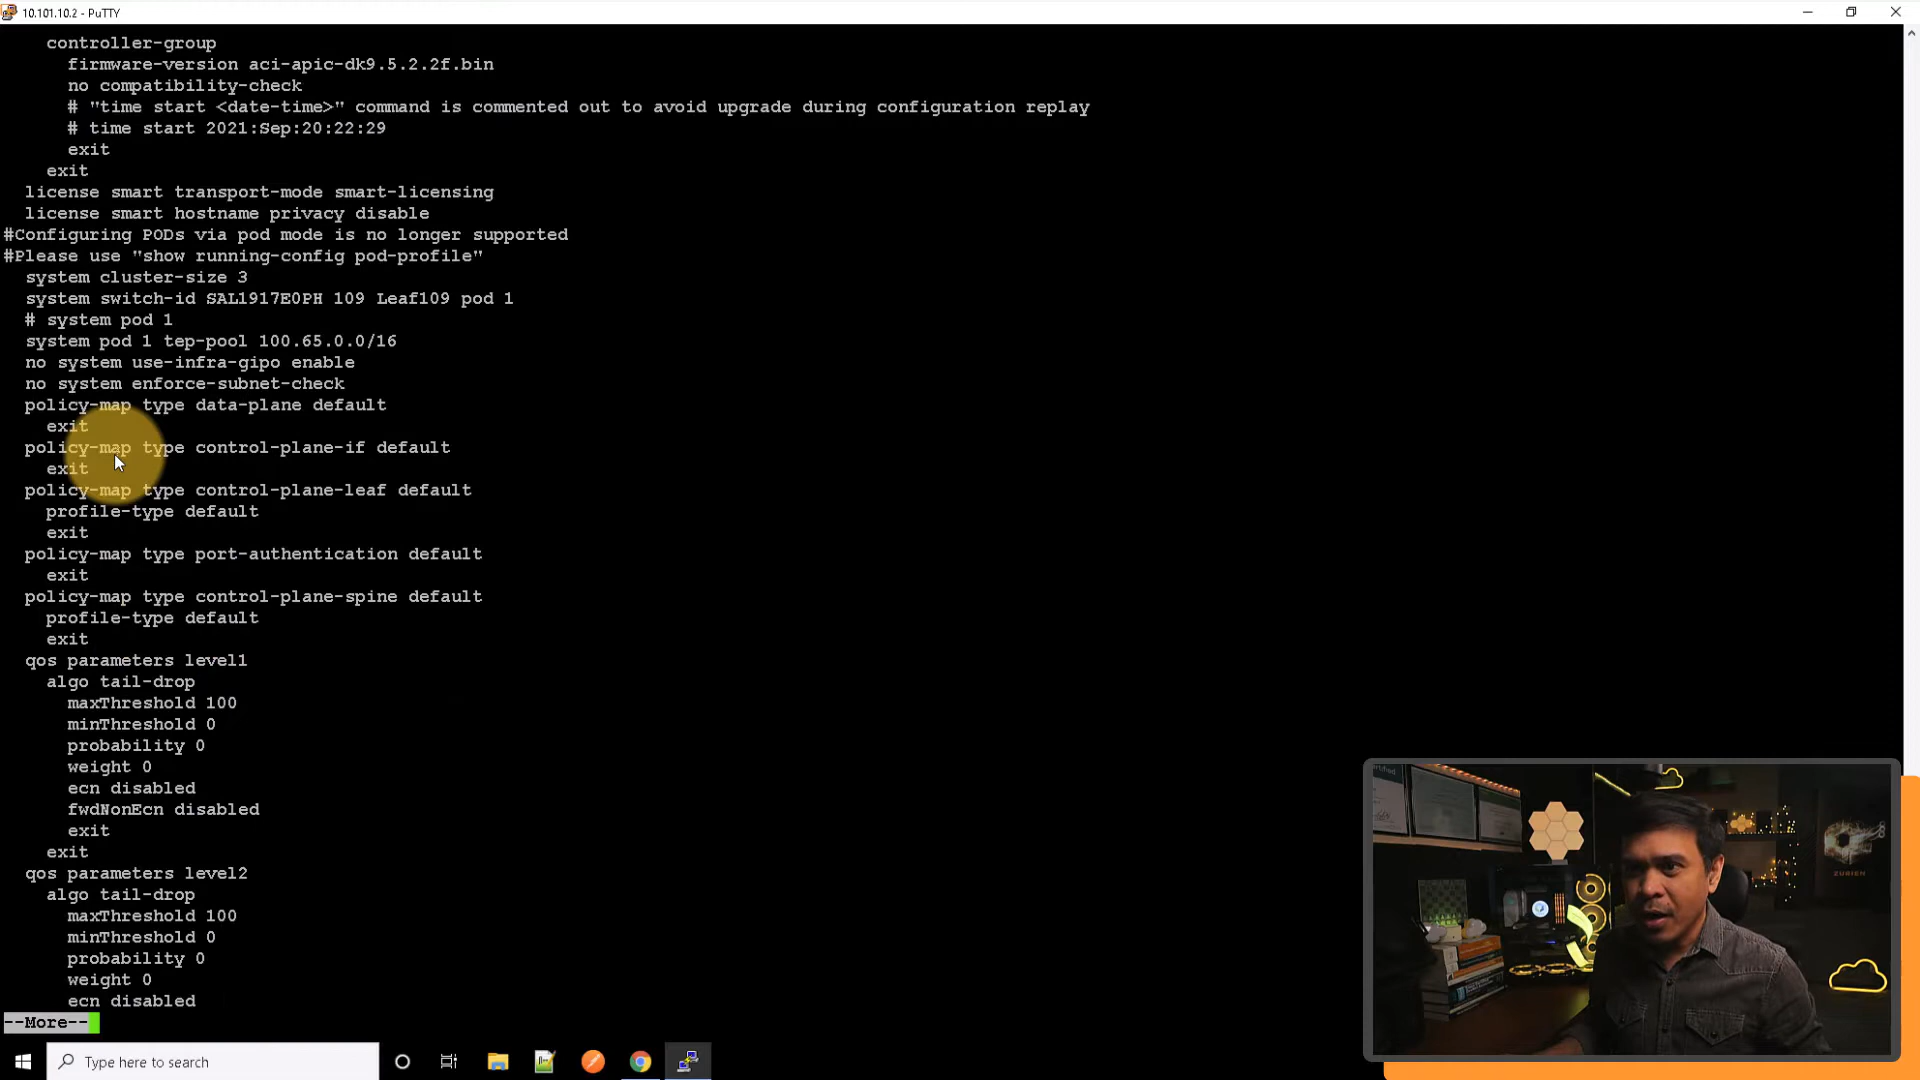 10.101.10.2 - PuTTY
controller-group
firmware-version aci-apic-dk9.5.2.2f.bin
no compatibility-check
# "time start <date-time>" command is commented out to avoid upgrade during configuration replay
# time start 2021:Sep:20:22:29
exit
exit
license smart transport-mode smart-licensing
license smart hostname privacy disable
#Configuring PODs via pod mode is no longer supported
#Please use "show running-config pod-profile"
system cluster-size 3
system switch-id SAL1917E0PH 109 Leaf109 pod 1
# system pod 1
system pod 1 tep-pool 100.65.0.0/16
no system use-infra-gipo enable
no system enforce-subnet-check
policy-map type data-plane default
exit
policy-map type control-plane-if default
exit
policy-map type control-plane-leaf default
profile-type default
exit
policy-map type port-authentication default
exit
policy-map type control-plane-spine default
profile-type default
exit
qos parameters level1
algo tail-drop
maxThreshold 100
minThreshold 0
probability 0
weight 0
ecn disabled
fwdNonEcn disabled
exit
exit
qos parameters level2
algo tail-drop
maxThreshold 100
minThreshold 0
probability 0
weight 0
ecn disabled
--More--
Type here to search
ZURICH